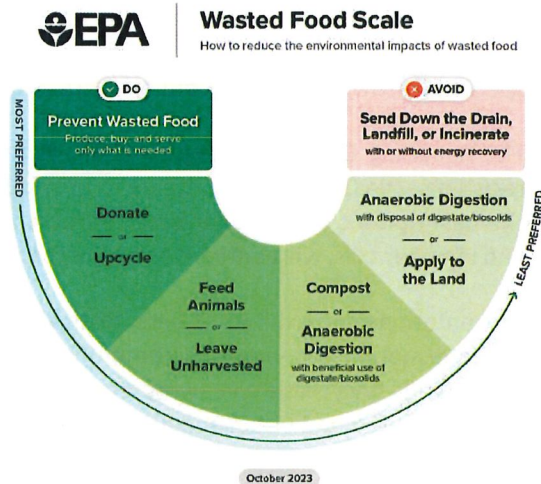 EPA
Wasted Food Scale
How to reduce the environmental impacts of wasted food
DO
Prevent Wasted Food
Produce, buy, and serve
only what is needed
AVOID
Send Down the Drain,
Landfill, or Incinerate
with or without energy recovery
MOST PREFERRED
Donate
or
Upcycle
Feed
Animals
or
Leave
Unharvested
Compost
or
Anaerobic
Digestion
with beneficial use of
digestate/biosolids
Anaerobic Digestion
with disposal of digestate/biosolids
or
Apply to
the Land
LEAST PREFERRED
October 2023